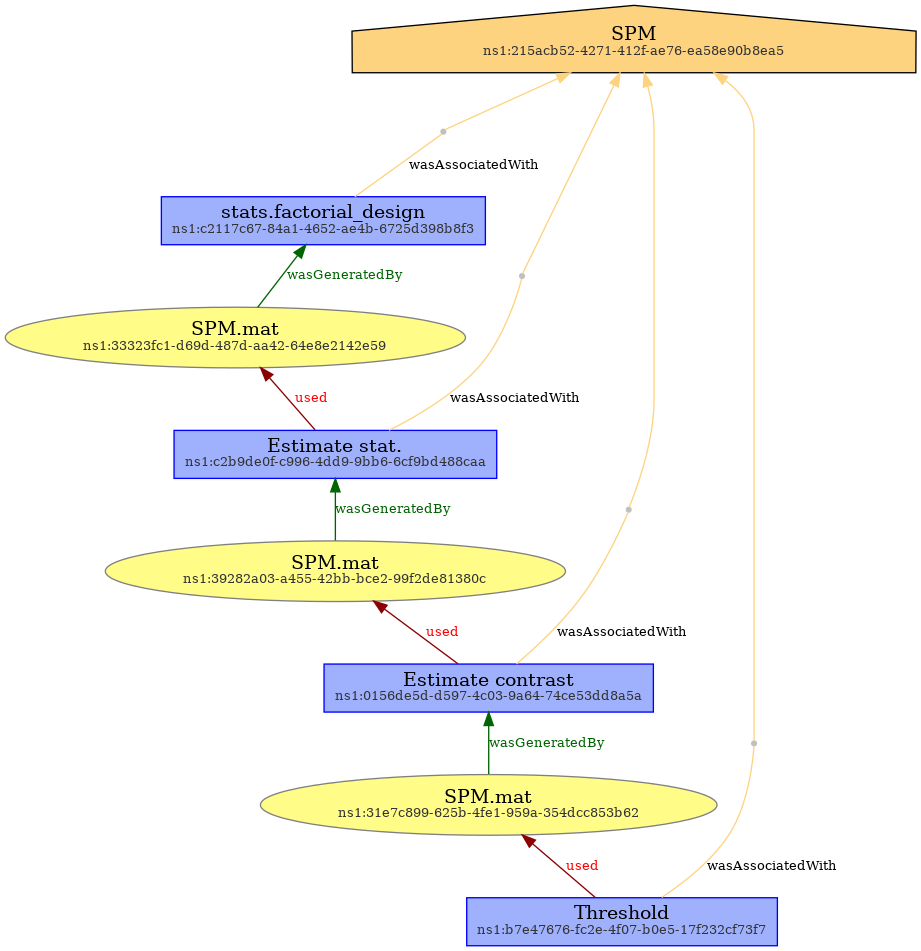 SPM
ns1:215acb52-4271-412f-ae76-ea58e90b8ea5
wasAssociatedWith
stats.factorial_design
ns1:c2117c67-84a1-4652-ae4b-6725d398b8f3
wasGeneratedBy
SPM.mat
ns1:33323fc1-d69d-487d-aa42-64e8e2142e59
used
wasAssociatedWith
Estimate stat.
ns1:c2b9de0f-c996-4dd9-9bb6-6cf9bd488caa
wasGeneratedBy
SPM.mat
ns1:39282a03-a455-42bb-bce2-99f2de81380c
used
wasAssociatedWith
Estimate contrast
ns1:0156de5d-d597-4c03-9a64-74ce53dd8a5a
wasGeneratedBy
SPM.mat
ns1:31e7c899-625b-4fe1-959a-354dcc853b62
used
wasAssociatedWith
Threshold
ns1:b7e47676-fc2e-4f07-b0e5-17f232cf73f7